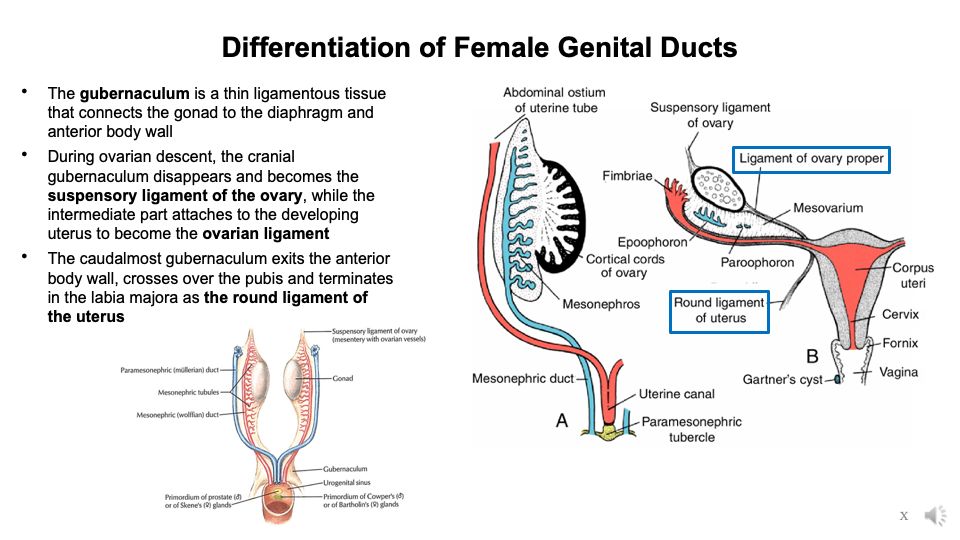 Differentiation of Female Genital Ducts
• The gubernaculum is a thin ligamentous tissue
that connects the gonad to the diaphragm and
anterior body wall
• During ovarian descent, the cranial
gubernaculum disappears and becomes the
suspensory ligament of the ovary, while the
intermediate part attaches to the developing
uterus to become the ovarian ligament
• The caudalmost gubernaculum exits the anterior
body wall, crosses over the pubis and terminates
in the labia majora as the round ligament of
the uterus
Suspensory ligament of ovary
(mesentery with ovarian vessels)
Paramesonephric (müllerian) duct
Mesonephric tubules
Gonad
Mesonephric (wolffian) duct
Gubernaculum
Urogenital sinus
Primordium of prostate (♂)
or of Skene's (♀) glands
Primordium of Cowper's (♂)
or of Bartholin's (♀) glands
Abdominal ostium
of uterine tube
Cortical cords
of ovary
Mesonephros
Mesonephric duct
Uterine canal
A
Paramesonephric
tubercle
Suspensory ligament
of ovary
Ligament of ovary proper
Fimbriae
Mesovarium
Epoophoron
Paroophoron
Corpus
uteri
Round ligament
of uterus
Cervix
Fornix
B
Vagina
Gartner's cyst
X